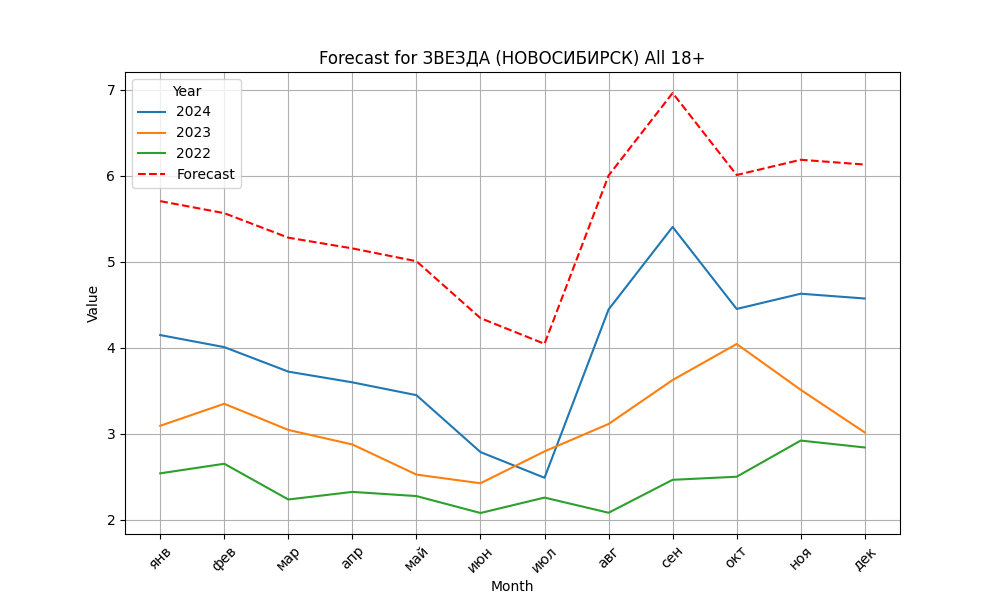 Forecast for ЗВЕЗДА (НОВОСИБИРСК) All 18+
Year
2024
2023
2022
Forecast
Value
7
6
5
4
3
2
янв
фев
мар
апр
май
июн
июл
авг
сен
окт
ноя
дек
Month